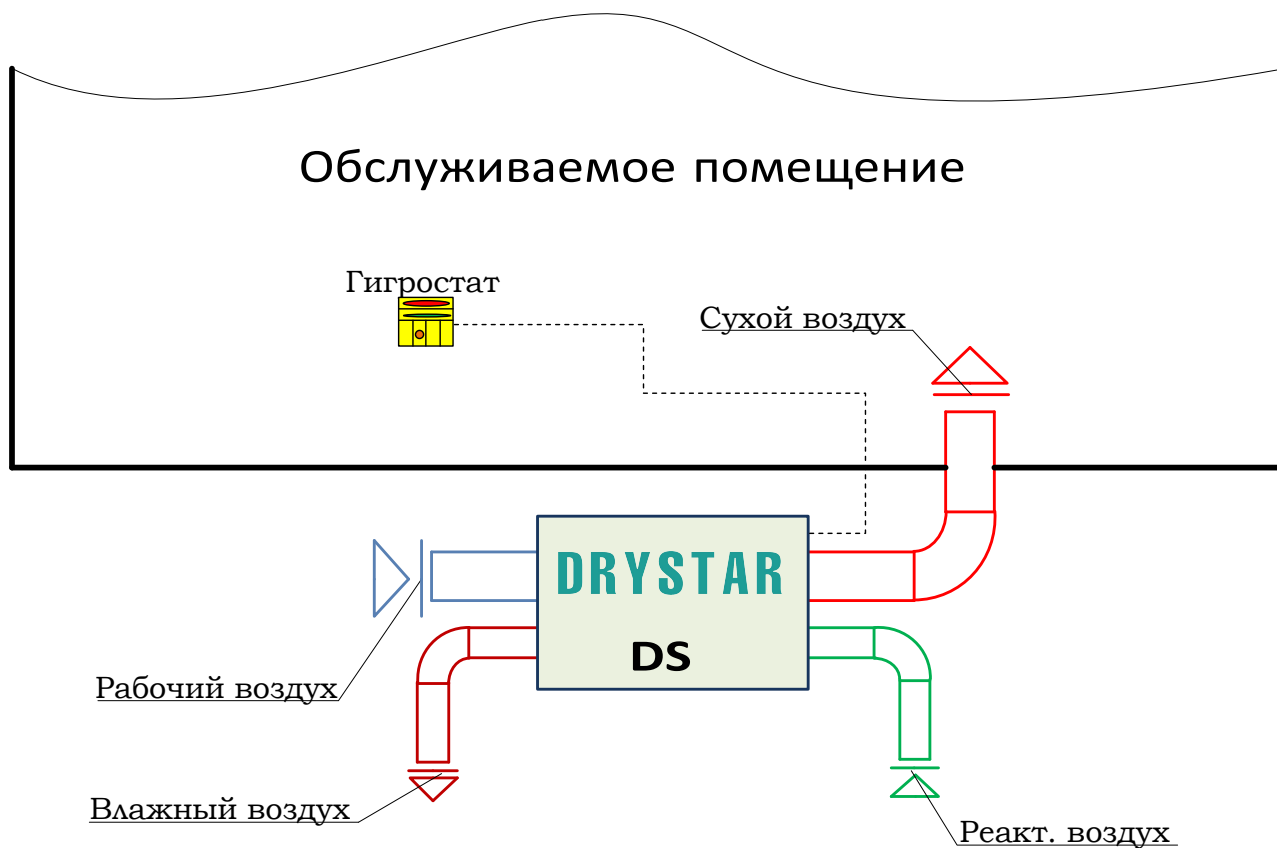 Обслуживаемое помещение
Гигростат
Сухой воздух
DRYSTAR
DS
Рабочий воздух
Влажный воздух
Реакт. воздух